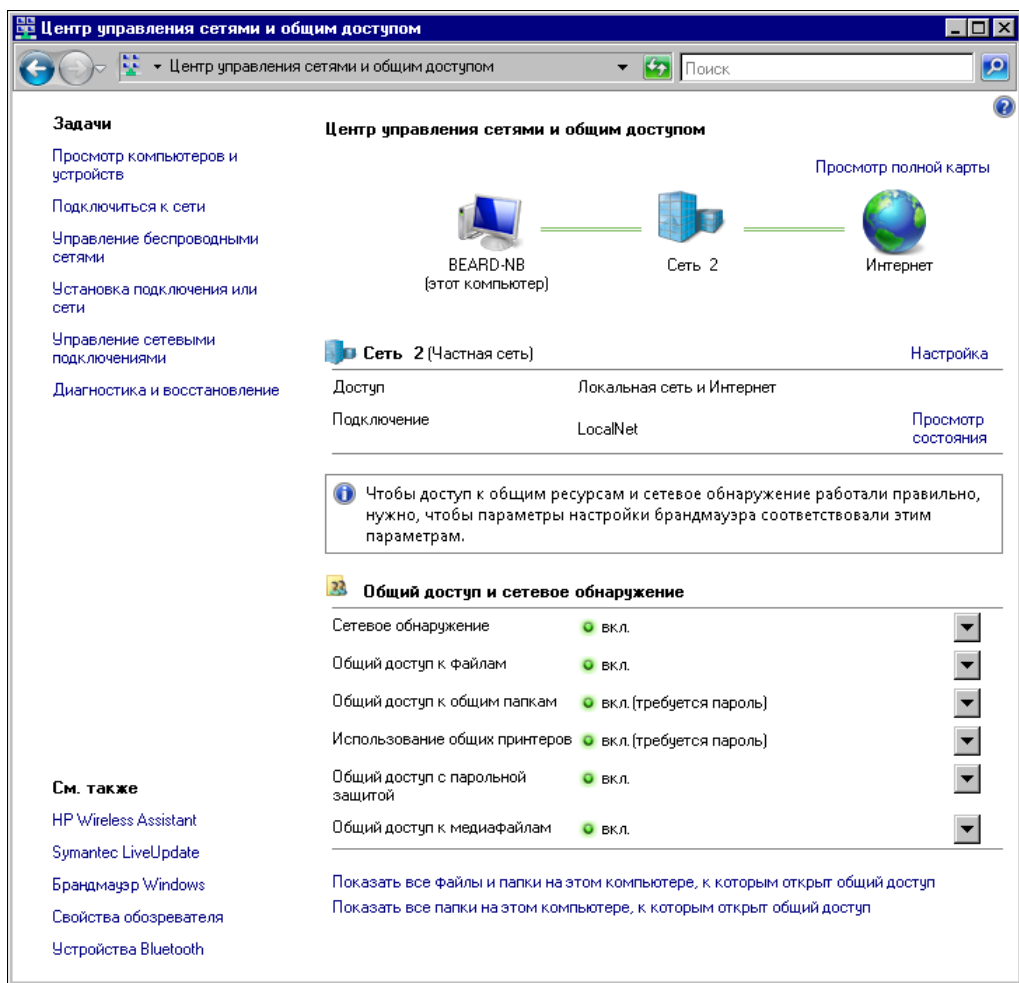 Центр управления сетями и общим доступом
Центр управления сетями и общим доступом
Поиск
Задачи
Просмотр компьютеров и
устройств
Подключиться к сети
Управление беспроводными
сетями
Установка подключения или
сети
Управление сетевыми
подключениями
Диагностика и восстановление
См. также
HP Wireless Assistant
Symantec LiveUpdate
Брандмауэр Windows
Свойства обозревателя
Устройства Bluetooth
Центр управления сетями и общим доступом
Просмотр полной карты
BEARD-NB
(этот компьютер)
Сеть 2
Интернет
Сеть 2 (Частная сеть)
Настройка
Доступ
Локальная сеть и Интернет
Подключение
LocalNet
Просмотр
состояния
Чтобы доступ к общим ресурсам и сетевое обнаружение работали правильно,
нужно, чтобы параметры настройки брандмауэра соответствовали этим
параметрам.
Общий доступ и сетевое обнаружение
Сетевое обнаружение
вкл.
Общий доступ к файлам
вкл.
Общий доступ к общим папкам
вкл. (требуется пароль)
Использование общих принтеров
вкл. (требуется пароль)
Общий доступ с парольной
защитой
вкл.
Общий доступ к медиафайлам
вкл.
Показать все файлы и папки на этом компьютере, к которым открыт общий доступ
Показать все папки на этом компьютере, к которым открыт общий доступ